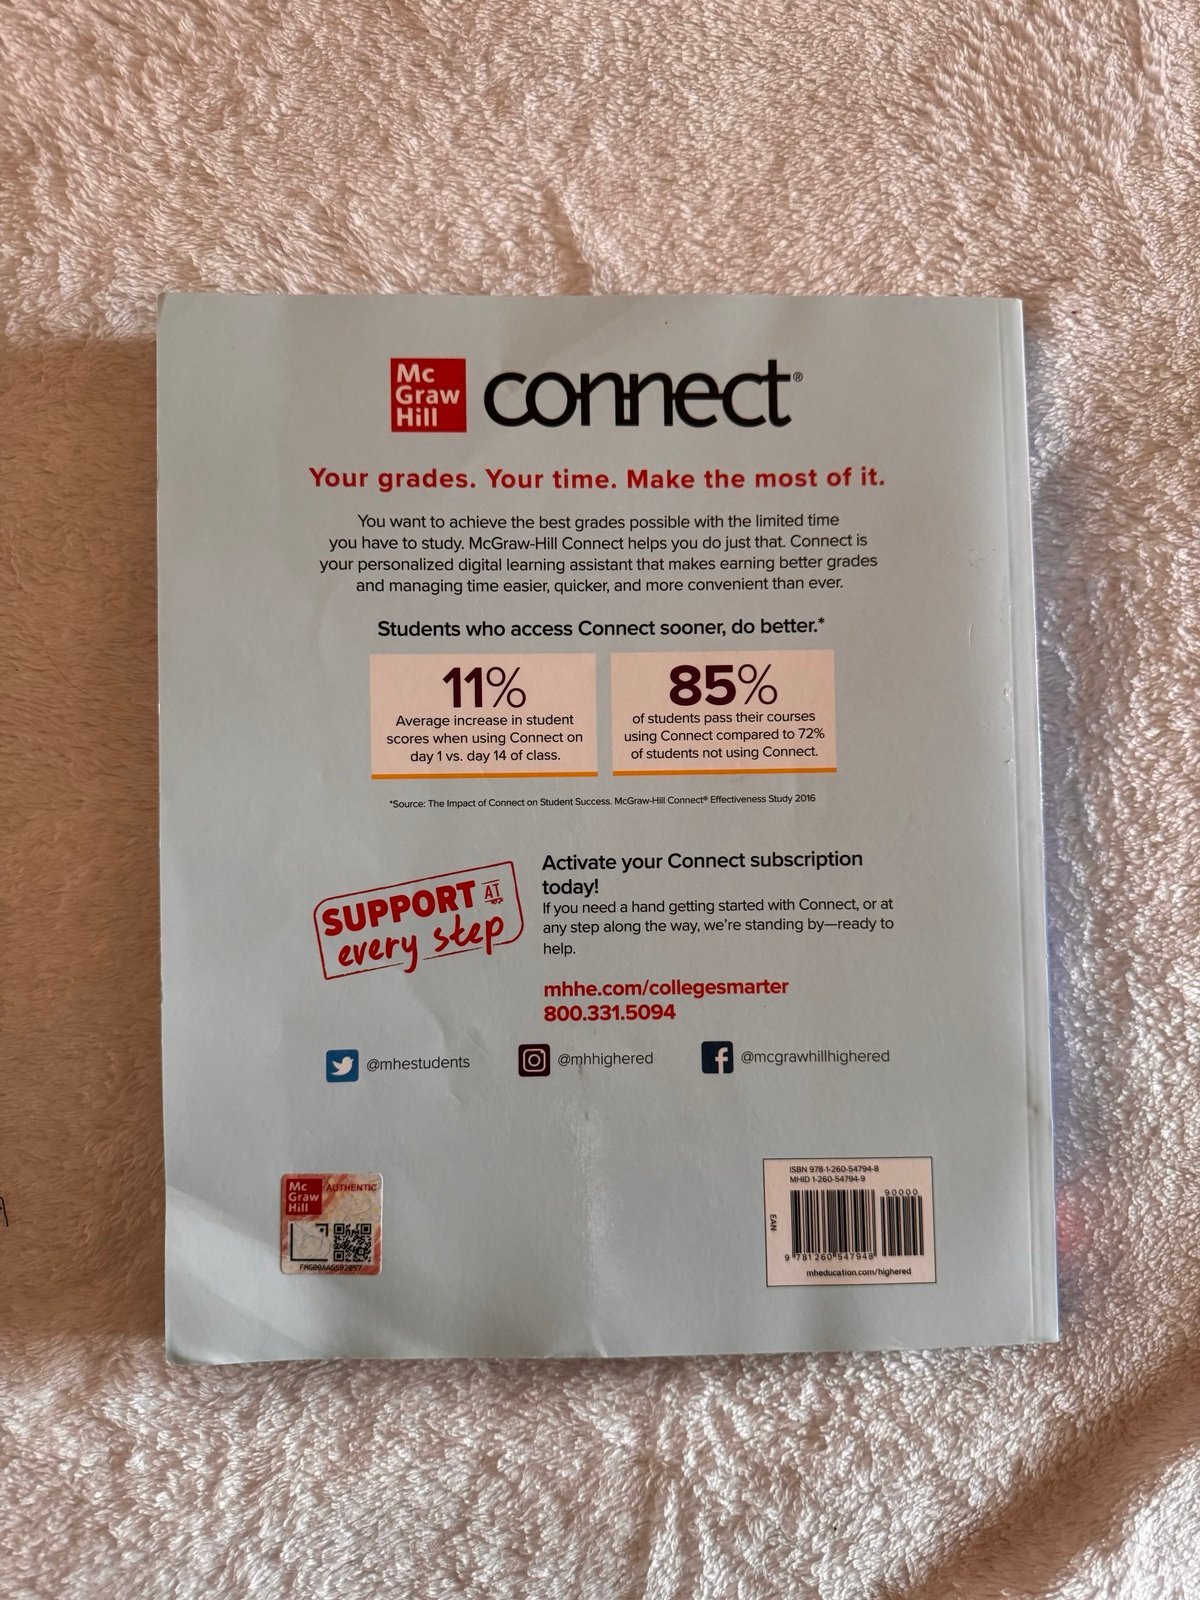 Mc
Graw
Hill
connect®
Your grades. Your time. Make the most of it.
You want to achieve the best grades possible with the limited time
you have to study. McGraw-Hill Connect helps you do just that. Connect is
your personalized digital learning assistant that makes earning better grades
and managing time easier, quicker, and more convenient than ever.
Students who access Connect sooner, do better.*
11%
Average increase in student
scores when using Connect on
day 1 vs. day 14 of class.
85%
of students pass their courses
using Connect compared to 72%
of students not using Connect.
*Source: The Impact of Connect on Student Success. McGraw-Hill Connect® Effectiveness Study 2016
SUPPORT AT
every step
Activate your Connect subscription
today!
If you need a hand getting started with Connect, or at
any step along the way, we're standing by—ready to
help.
mhhe.com/collegesmarter
800.331.5094
@mhestudents
@mhhighered
@mcgrawhillhighered
Mc
Graw
Hill
AUTHENTIC
FMG00AAGS92057
ISBN 978-1-260-54794-8
MHID 1-260-54794-9
90000
EAN
9 781260 547948
mheducation.com/highered